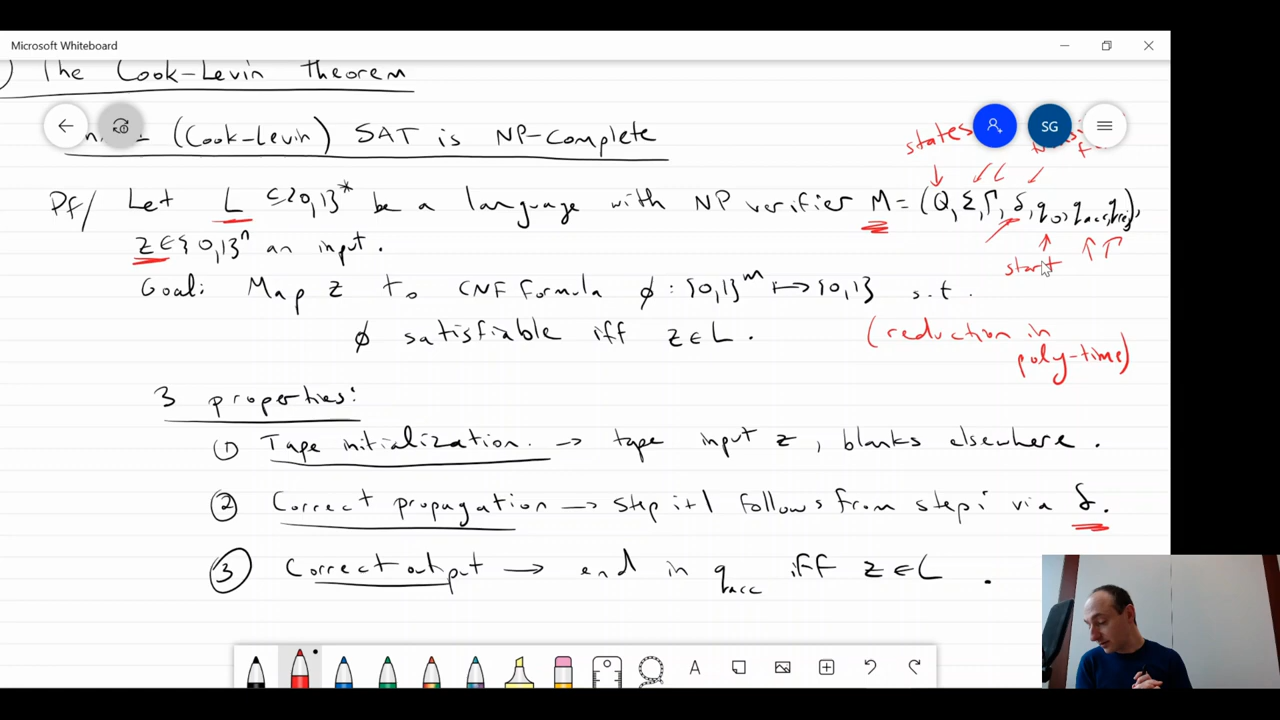 Microsoft Whiteboard
) The Cook-Levin Theorem
SG
(Cook-Levin) SAT is NP-Complete
states
Pf/ Let L ⊆{0,1}* be a language with NP verifier M = (Q, Σ, Γ, δ, q₀, q_acc, q_rej),
z ∈ {0,1}ⁿ an input.
start
Goal: Map z to CNF formula ϕ : {0,1}ᵐ ↦ {0,1} s.t.
ϕ satisfiable iff z ∈ L.
(reduction in
poly-time)
3 properties:
① Tape initialization. → tape input z, blanks elsewhere.
② Correct propagation → step i+1 follows from step i via δ.
③ Correct output → end in q_acc iff z ∈ L.
A